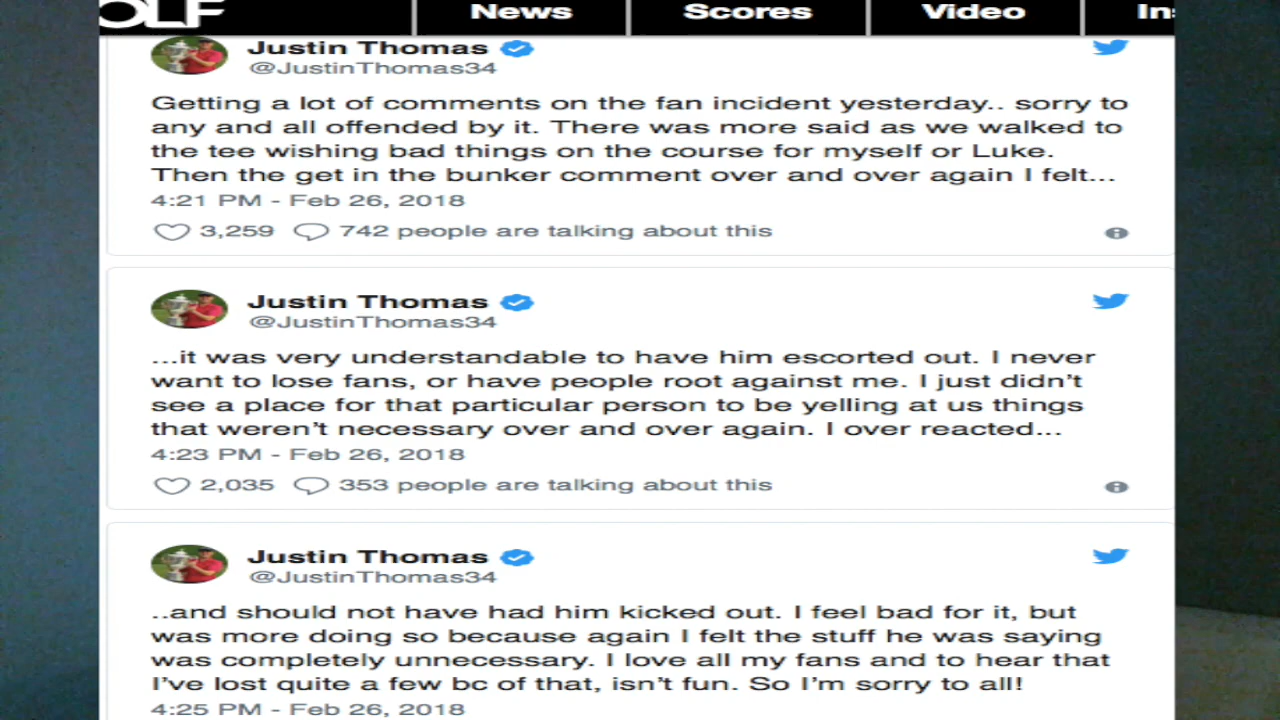 OLF News Scores Video In
Justin Thomas
@JustinThomas34
Getting a lot of comments on the fan incident yesterday.. sorry to
any and all offended by it. There was more said as we walked to
the tee wishing bad things on the course for myself or Luke.
Then the get in the bunker comment over and over again I felt...
4:21 PM - Feb 26, 2018
3,259 742 people are talking about this
Justin Thomas
@JustinThomas34
...it was very understandable to have him escorted out. I never
want to lose fans, or have people root against me. I just didn't
see a place for that particular person to be yelling at us things
that weren't necessary over and over again. I over reacted...
4:23 PM - Feb 26, 2018
2,035 353 people are talking about this
Justin Thomas
@JustinThomas34
..and should not have had him kicked out. I feel bad for it, but
was more doing so because again I felt the stuff he was saying
was completely unnecessary. I love all my fans and to hear that
I've lost quite a few bc of that, isn't fun. So I'm sorry to all!
4:25 PM - Feb 26, 2018